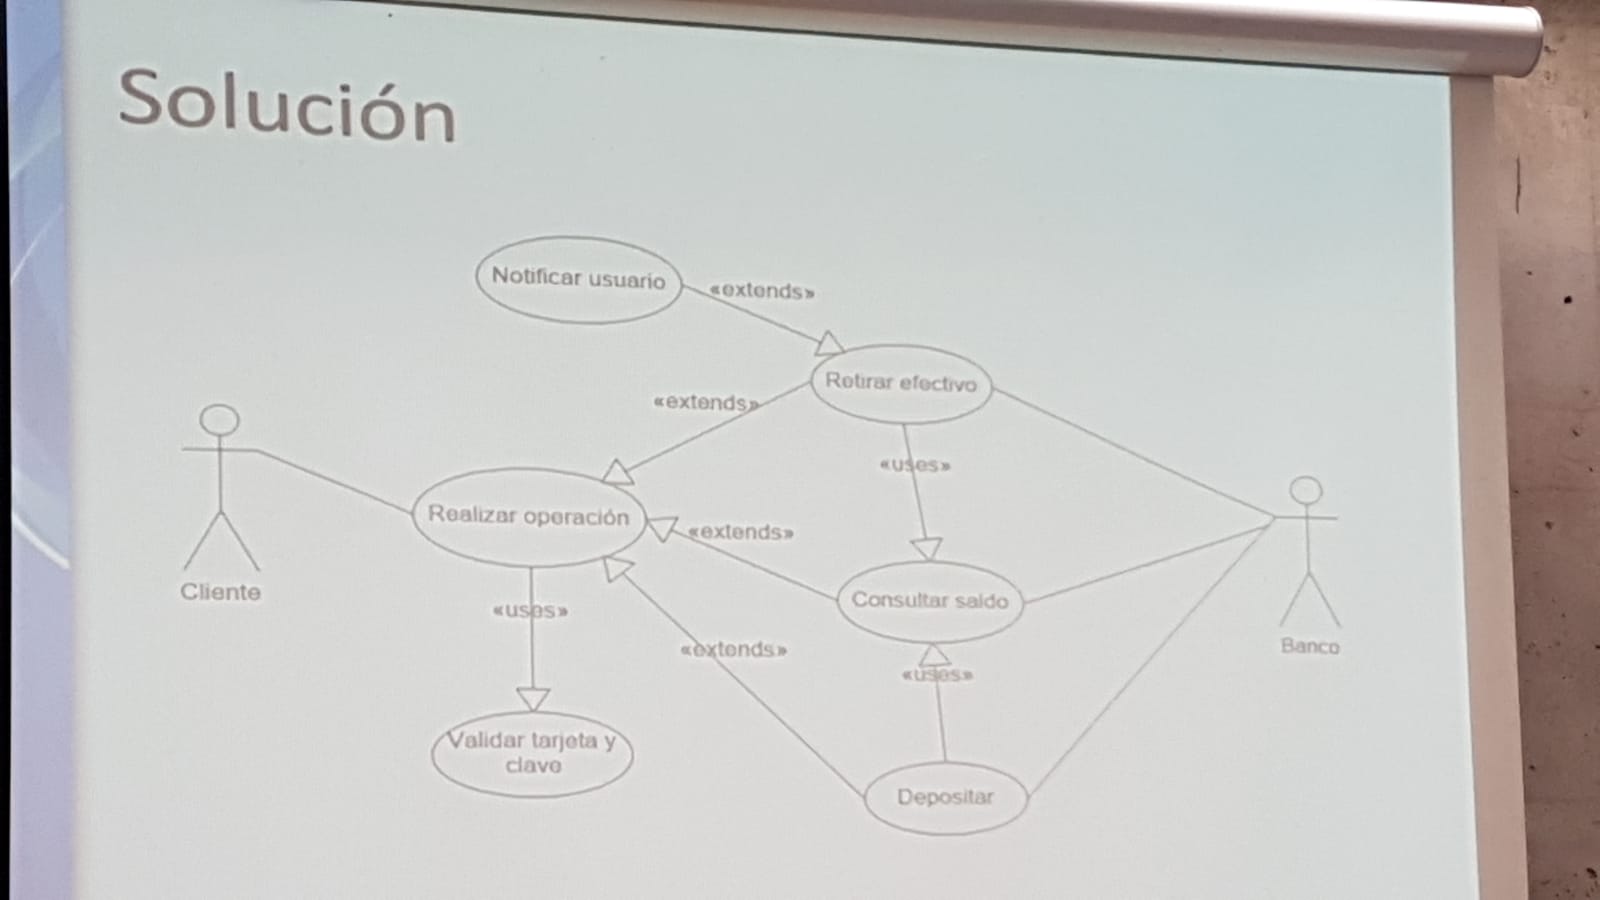 Solución
Notificar usuario
«extends»
Retirar efectivo
«extends»
«uses»
Realizar operación
«extends»
Cliente
«uses»
Consultar saldo
Banco
«extends»
«uses»
Validar tarjeta y
clave
Depositar